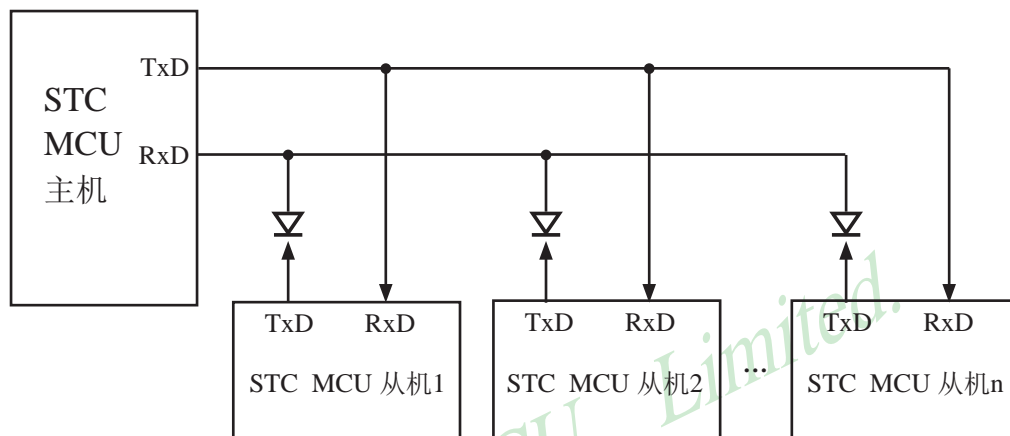 TxD
STC
MCU
RxD
主机
TxD RxD
TxD RxD
TxD RxD
STC MCU 从机1
STC MCU 从机2
...
STC MCU 从机n
MCU Limited.